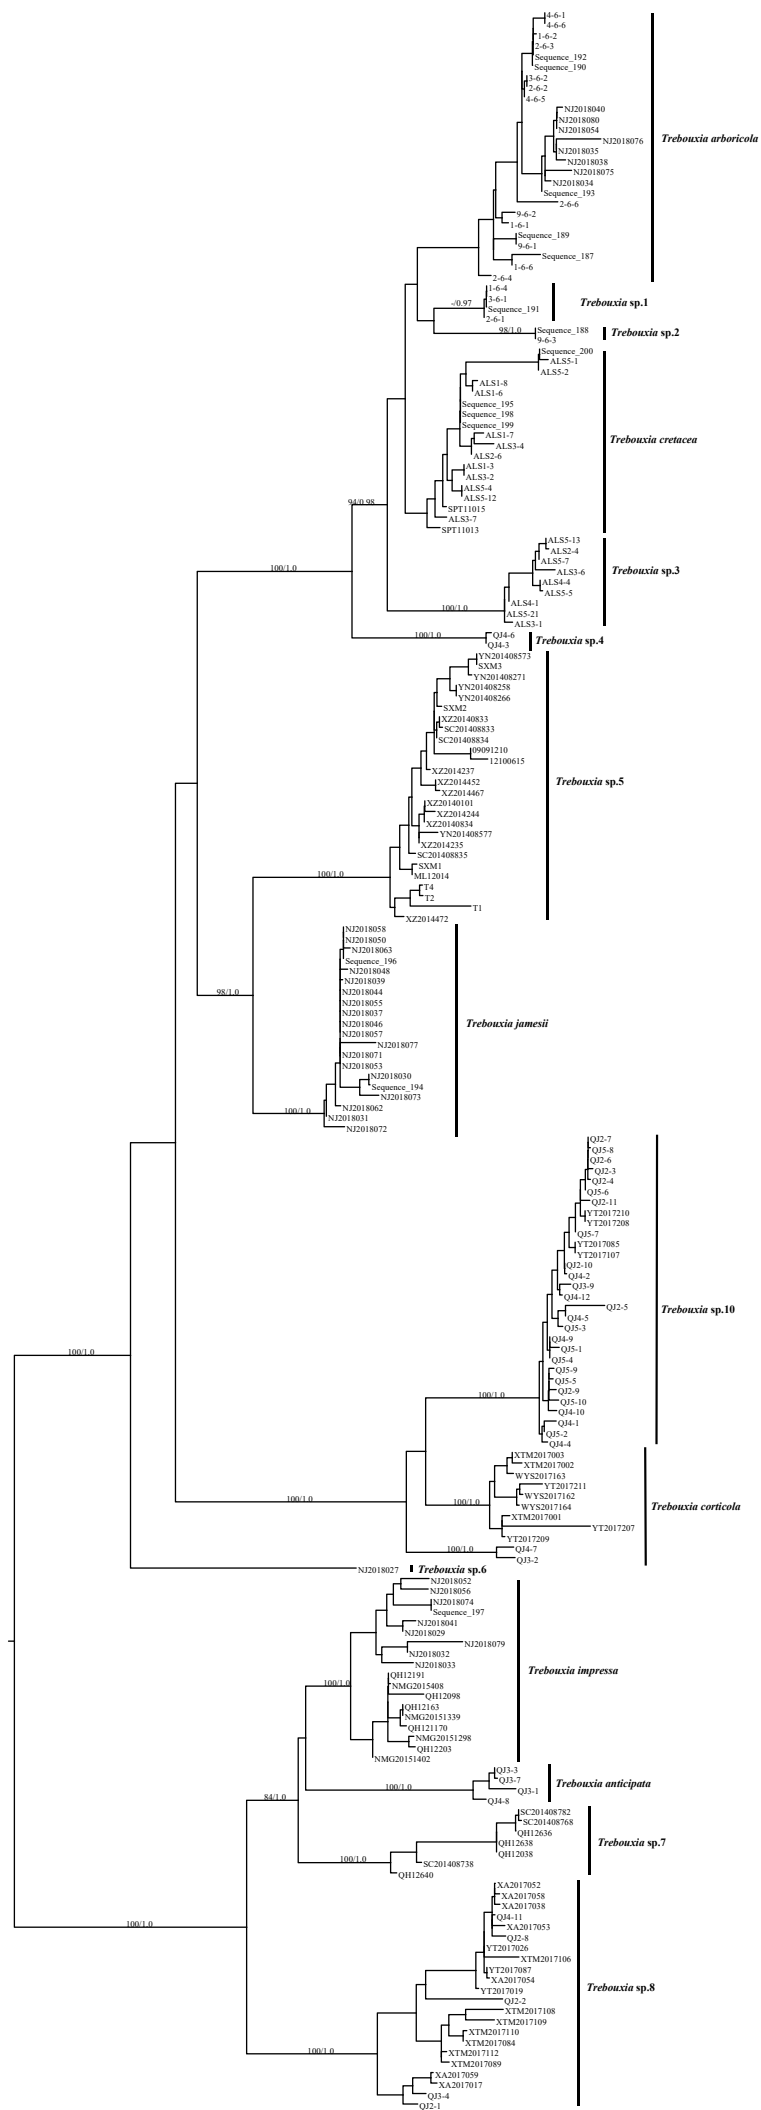 4-6-1
4-6-6
1-6-2
2-6-3
Sequence_192
Sequence_190
3-6-2
2-6-2
4-6-5
NJ2018040
NJ2018080
NJ2018054
Trebouxia arboricola
NJ2018076
NJ2018035
NJ2018038
NJ2018075
NJ2018034
Sequence_193
2-6-6
9-6-2
1-6-1
Sequence_189
9-6-1
Sequence_187
1-6-6
2-6-4
1-6-4
3-6-1
-/0.97
Trebouxia sp.1
Sequence_191
2-6-1
98/1.0
Sequence_188
Trebouxia sp.2
9-6-3
Sequence_200
ALS5-1
ALS5-2
ALS1-8
ALS1-6
Sequence_195
Sequence_198
Sequence_199
ALS1-7
Trebouxia cretacea
ALS3-4
ALS2-6
ALS1-3
ALS3-2
ALS5-4
ALS5-12
94/0.98
SPT11015
ALS3-7
SPT11013
ALS5-13
ALS2-4
ALS5-7
100/1.0
ALS3-6
Trebouxia sp.3
ALS4-4
ALS5-5
ALS4-1
100/1.0
ALS5-21
ALS3-1
100/1.0
QJ4-6
Trebouxia sp.4
QJ4-3
YN201408573
SXM3
YN201408271
YN201408258
YN201408266
SXM2
XZ20140833
SC201408833
SC201408834
09091210
12100615
XZ2014237
Trebouxia sp.5
XZ2014452
XZ2014467
XZ20140101
XZ2014244
XZ20140834
YN201408577
XZ2014235
SC201408835
SXM1
100/1.0
ML12014
T4
T2
T1
XZ2014472
NJ2018058
NJ2018050
NJ2018063
Sequence_196
NJ2018048
NJ2018039
98/1.0
NJ2018044
NJ2018055
NJ2018037
NJ2018046
Trebouxia jamesii
NJ2018057
NJ2018077
NJ2018071
NJ2018053
NJ2018030
Sequence_194
NJ2018073
100/1.0
NJ2018062
NJ2018031
NJ2018072
QJ2-7
QJ5-8
QJ2-6
QJ2-3
QJ2-4
QJ5-6
QJ2-11
YT2017210
YT2017208
QJ5-7
YT2017085
YT2017107
QJ2-10
QJ4-2
QJ3-9
QJ4-12
QJ2-5
Trebouxia sp.10
QJ4-5
QJ5-3
QJ4-9
QJ5-1
100/1.0
QJ5-4
QJ5-9
QJ5-5
QJ2-9
100/1.0
QJ5-10
QJ4-10
QJ4-1
QJ5-2
QJ4-4
XTM2017003
XTM2017002
WYS2017163
YT2017211
WYS2017162
100/1.0
100/1.0
WYS2017164
Trebouxia corticola
XTM2017001
YT2017207
YT2017209
100/1.0
QJ4-7
QJ3-2
NJ2018027
Trebouxia sp.6
NJ2018052
NJ2018056
NJ2018074
Sequence_197
NJ2018041
NJ2018029
NJ2018079
NJ2018032
NJ2018033
Trebouxia impressa
QH12191
100/1.0
NMG2015408
QH12098
QH12163
NMG20151339
QH121170
NMG20151298
QH12203
NMG20151402
QJ3-3
QJ3-7
100/1.0
QJ3-1
Trebouxia anticipata
84/1.0
QJ4-8
SC201408782
SC201408768
QH12636
QH12638
Trebouxia sp.7
QH12038
100/1.0
SC201408738
QH12640
XA2017052
XA2017058
XA2017038
QJ4-11
100/1.0
XA2017053
QJ2-8
YT2017026
XTM2017106
YT2017087
XA2017054
YT2017019
Trebouxia sp.8
QJ2-2
XTM2017108
XTM2017109
XTM2017110
XTM2017084
100/1.0
XTM2017112
XTM2017089
XA2017059
XA2017017
QJ3-4
QJ2-1